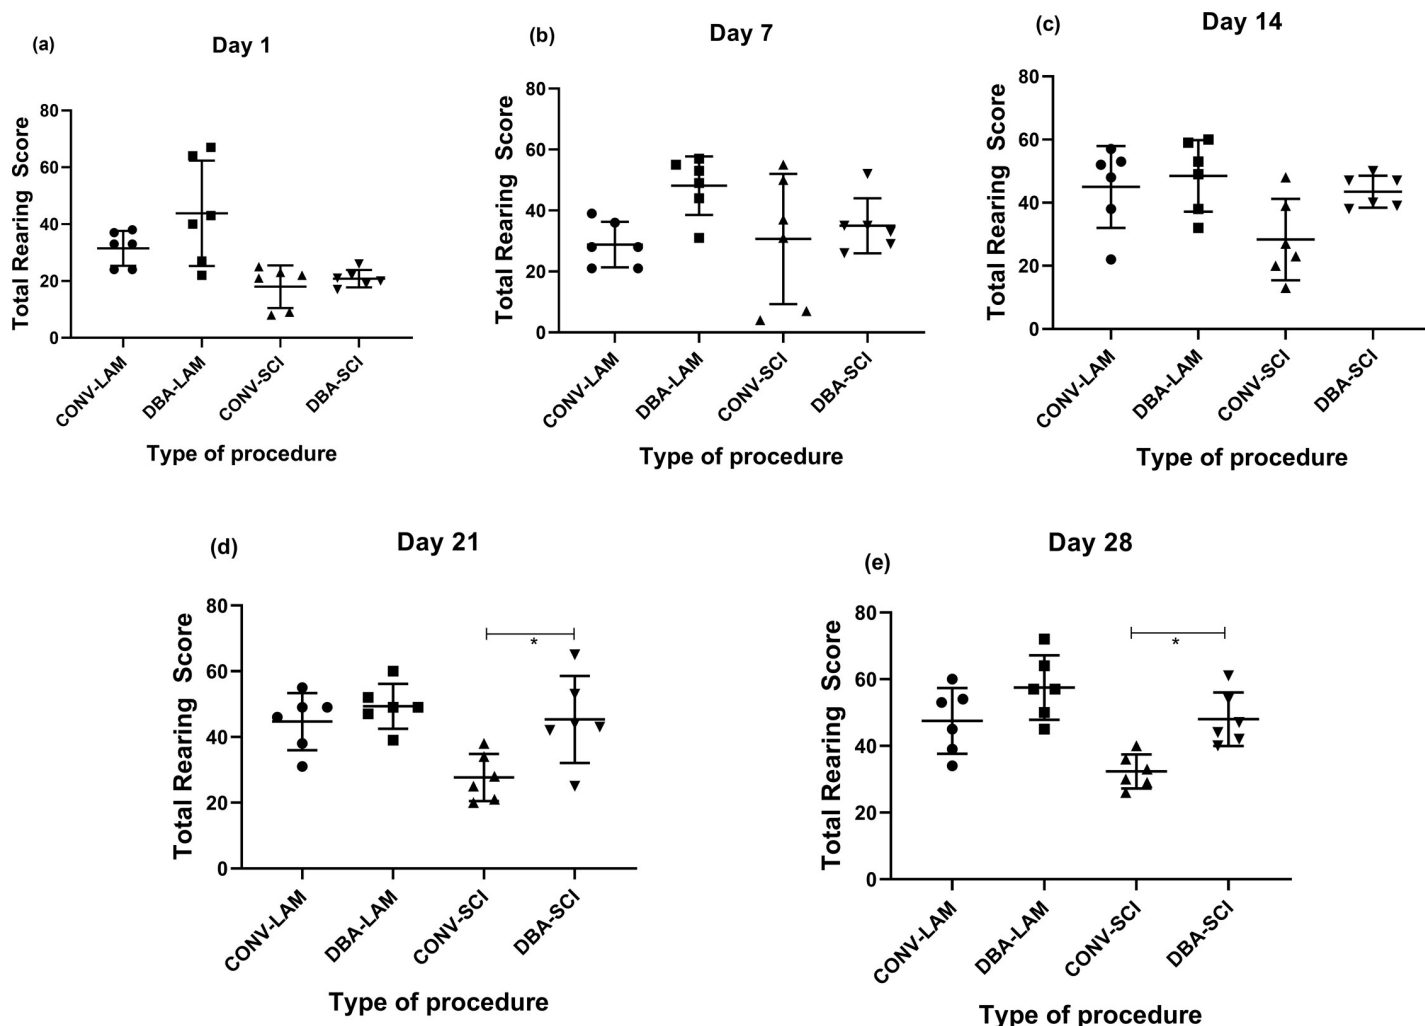 (a)
Day 1
Total Rearing Score
80
60
40
20
0
CONV-LAM
DBA-LAM
CONV-SCI
DBA-SCI
Type of procedure
(b)
Day 7
Total Rearing Score
80
60
40
20
0
CONV-LAM
DBA-LAM
CONV-SCI
DBA-SCI
Type of procedure
(c)
Day 14
Total Rearing Score
80
60
40
20
0
CONV-LAM
DBA-LAM
CONV-SCI
DBA-SCI
Type of procedure
(d)
Day 21
Total Rearing Score
80
60
40
20
0
*
CONV-LAM
DBA-LAM
CONV-SCI
DBA-SCI
Type of procedure
(e)
Day 28
Total Rearing Score
80
60
40
20
0
*
CONV-LAM
DBA-LAM
CONV-SCI
DBA-SCI
Type of procedure